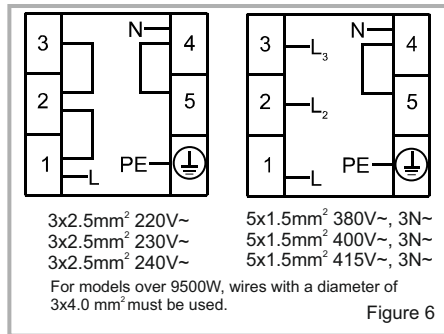 3 N 4
2 5
1 L PE
3 L₃ N 4
2 L₂ 5
1 L PE
3x2.5mm² 220V~
3x2.5mm² 230V~
3x2.5mm² 240V~
5x1.5mm² 380V~, 3N~
5x1.5mm² 400V~, 3N~
5x1.5mm² 415V~, 3N~
For models over 9500W, wires with a diameter of
3x4.0 mm² must be used.
Figure 6